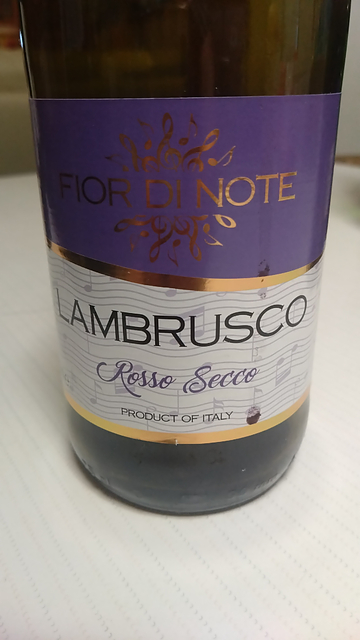 FIOR DI NOTE
LAMBRUSCO
Rosso Secco
PRODUCT OF ITALY